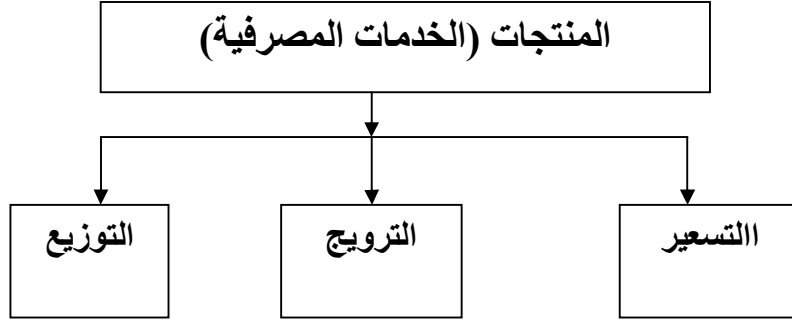 المنتجات (الخدمات المصرفية)
االتسعير
الترويج
التوزيع